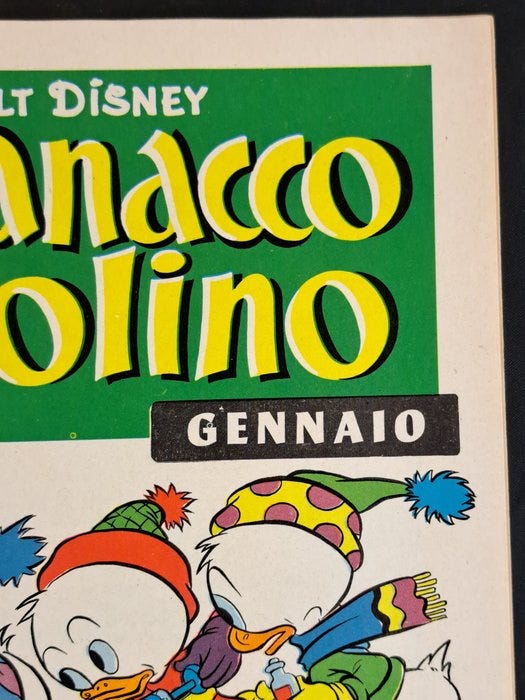 LT DiSNEY
anacco
olino
GENNAIO